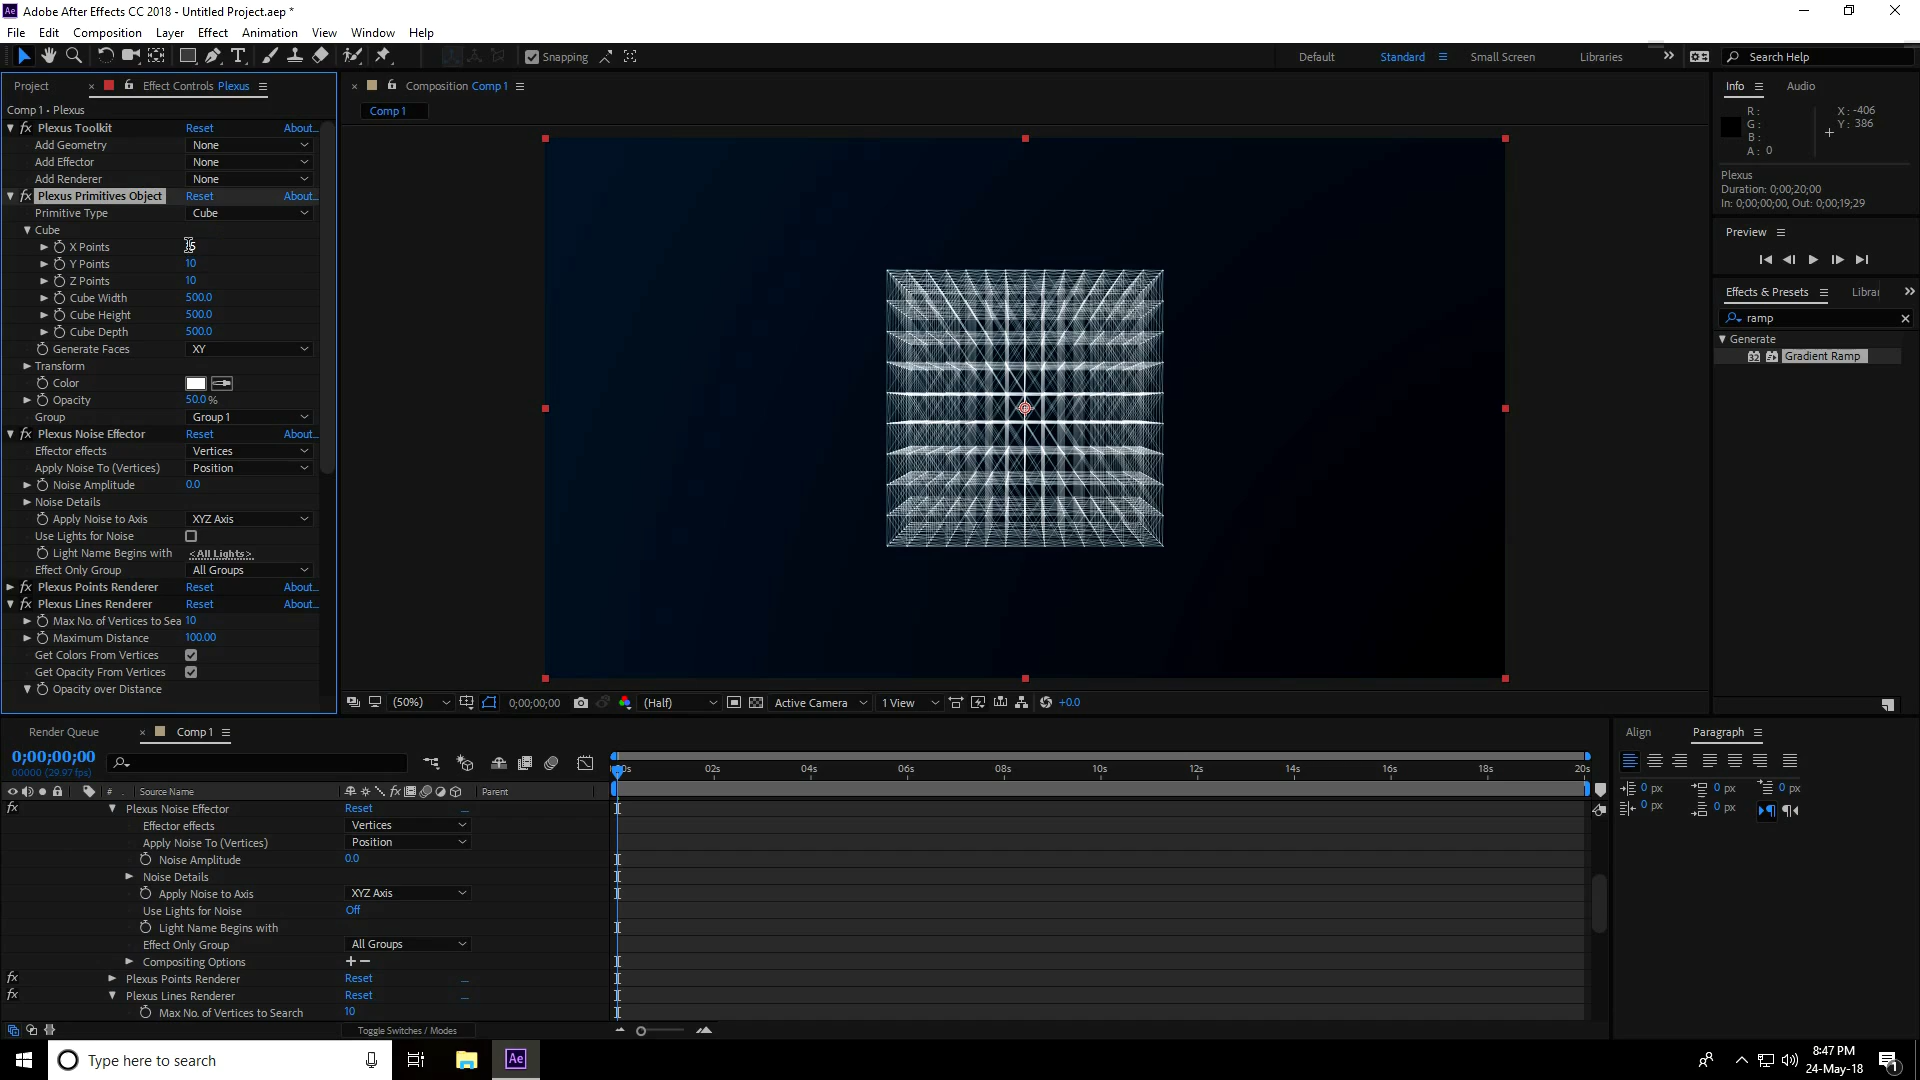 Ae Adobe After Effects CC 2018 - Untitled Project.aep *
File Edit Composition Layer Effect Animation View Window Help
Snapping Default Standard Small Screen Libraries Search Help
Project Effect Controls Plexus
Comp 1 • Plexus
Plexus Toolkit Reset About...
Add Geometry None
Add Effector None
Add Renderer None
Plexus Primitives Object Reset About...
Primitive Type Cube
Cube
X Points
Y Points 10
Z Points 10
Cube Width 500.0
Cube Height 500.0
Cube Depth 500.0
Generate Faces XY
Transform
Color
Opacity 50.0 %
Group Group 1
Plexus Noise Effector Reset About...
Effector effects Vertices
Apply Noise To (Vertices) Position
Noise Amplitude 0.0
Noise Details
Apply Noise to Axis XYZ Axis
Use Lights for Noise
Light Name Begins with <All Lights>
Effect Only Group All Groups
Plexus Points Renderer Reset About...
Plexus Lines Renderer Reset About...
Max No. of Vertices to Sea 10
Maximum Distance 100.00
Get Colors From Vertices
Get Opacity From Vertices
Opacity over Distance
Composition Comp 1
Comp 1
(50%) 0;00;00;00 (Half) Active Camera 1 View +0.0
Info Audio
R:
G:
B:
A: 0
X: -406
Y: 386
Plexus
Duration: 0;00;20;00
In: 0;00;00;00, Out: 0;00;19;29
Preview
Effects & Presets Librar
ramp
Generate
32 Gradient Ramp
Render Queue Comp 1
0;00;00;00
00000 (29.97 fps)
02s 04s 06s 08s 10s 12s 14s 16s 18s 20s
# Source Name fx Parent
fx Plexus Noise Effector Reset
Effector effects Vertices
Apply Noise To (Vertices) Position
Noise Amplitude 0.0
Noise Details
Apply Noise to Axis XYZ Axis
Use Lights for Noise Off
Light Name Begins with
Effect Only Group All Groups
Compositing Options
fx Plexus Points Renderer Reset
fx Plexus Lines Renderer Reset
Max No. of Vertices to Search 10
Toggle Switches / Modes
Align Paragraph
0 px 0 px 0 px
0 px 0 px
Type here to search
Ae
8:47 PM
24-May-18
1